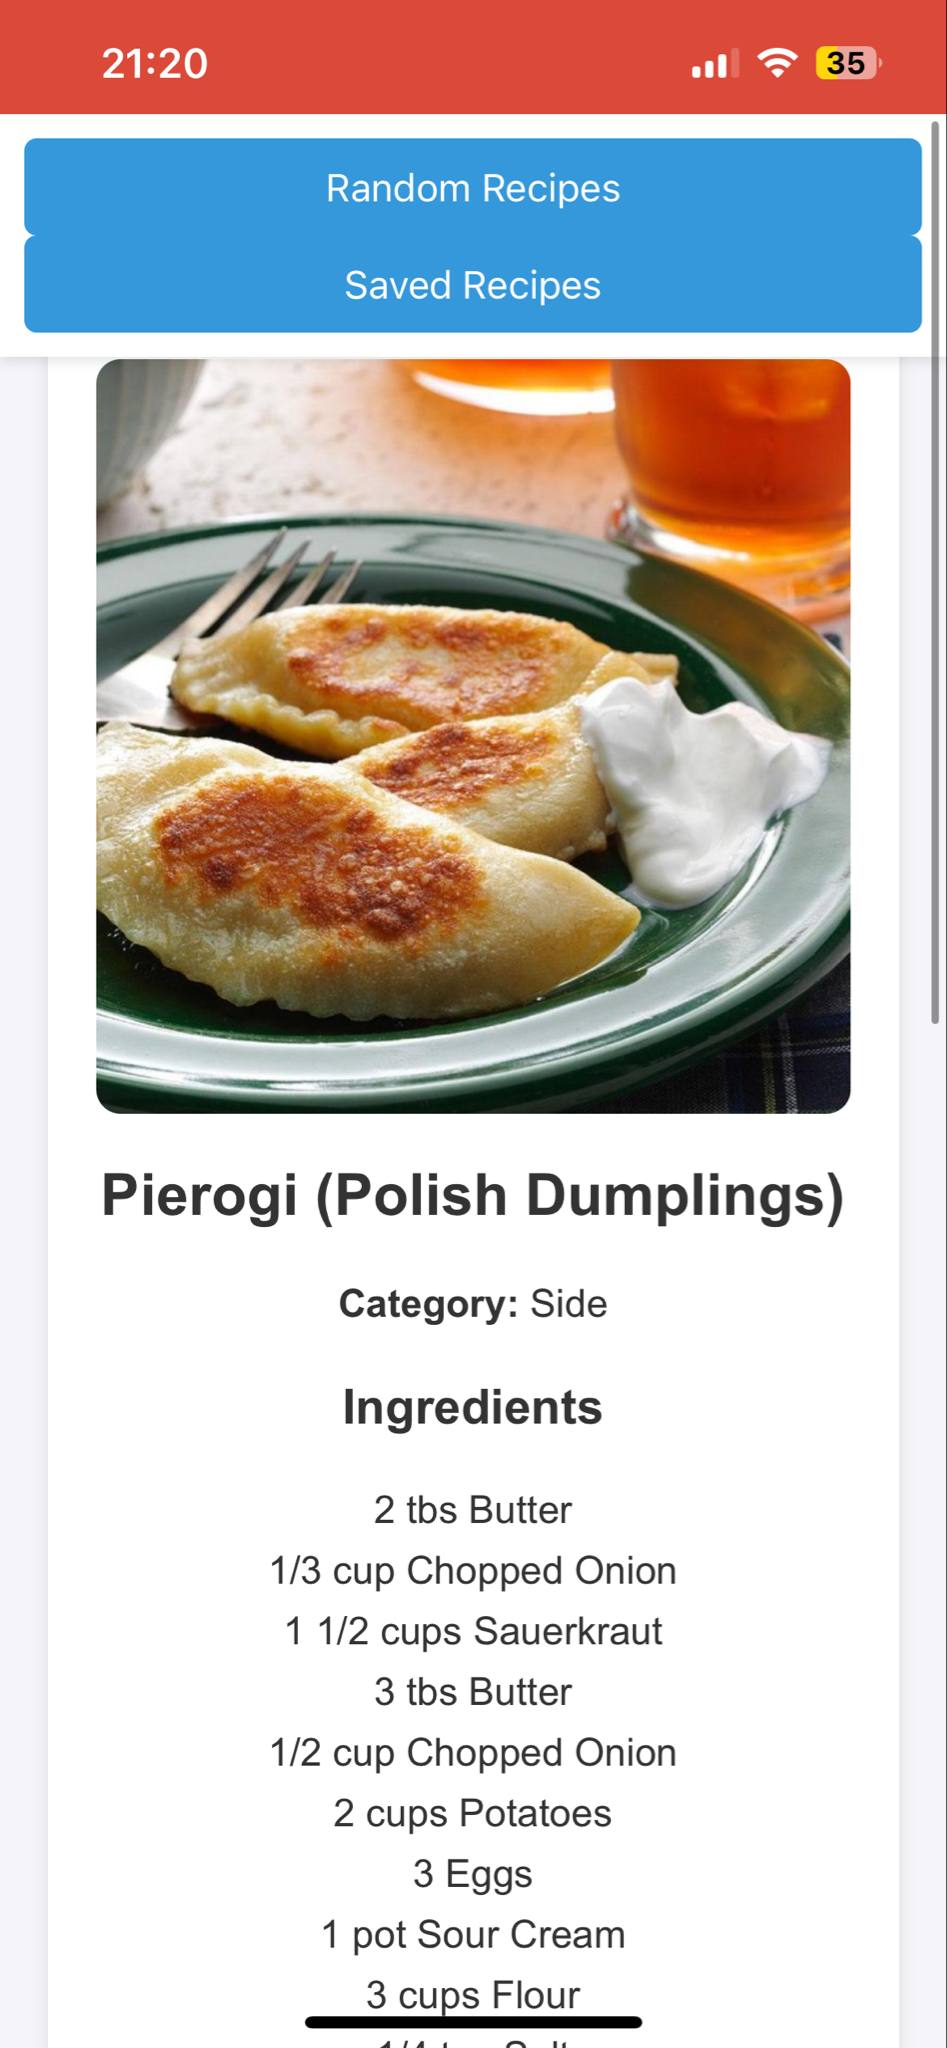 21:20
35
Random Recipes
Saved Recipes
Pierogi (Polish Dumplings)
Category: Side
Ingredients
2 tbs Butter
1/3 cup Chopped Onion
1 1/2 cups Sauerkraut
3 tbs Butter
1/2 cup Chopped Onion
2 cups Potatoes
3 Eggs
1 pot Sour Cream
3 cups Flour